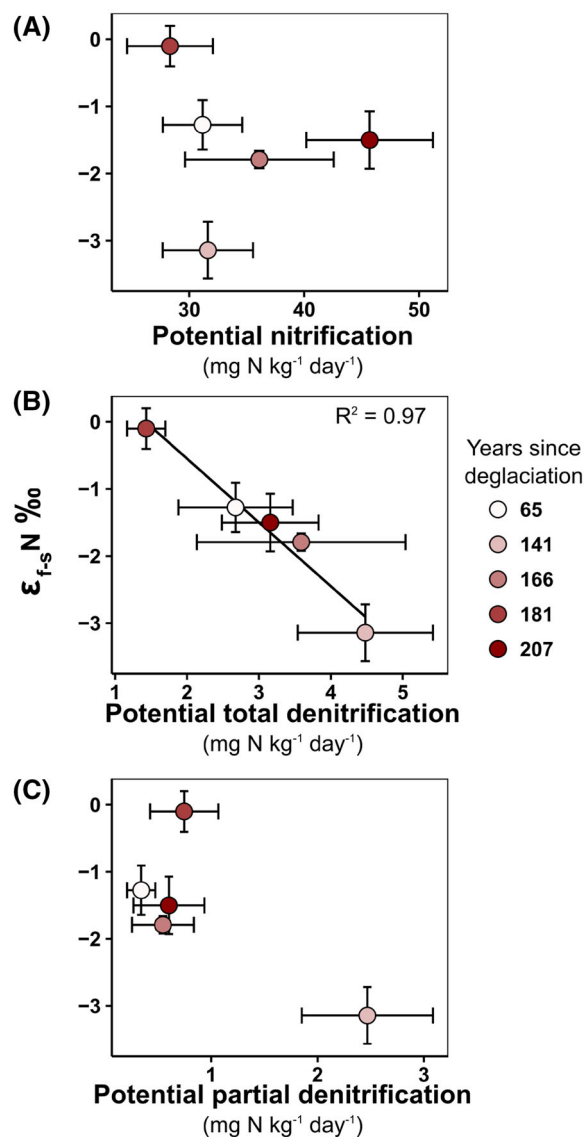 (A)
0
−1
−2
−3
30 40 50
Potential nitrification
(mg N kg⁻¹ day⁻¹)
(B)
R² = 0.97
0
−1
−2
−3
εf-s N ‰
1 2 3 4 5
Potential total denitrification
(mg N kg⁻¹ day⁻¹)
Years since
deglaciation
65
141
166
181
207
(C)
0
−1
−2
−3
1 2 3
Potential partial denitrification
(mg N kg⁻¹ day⁻¹)